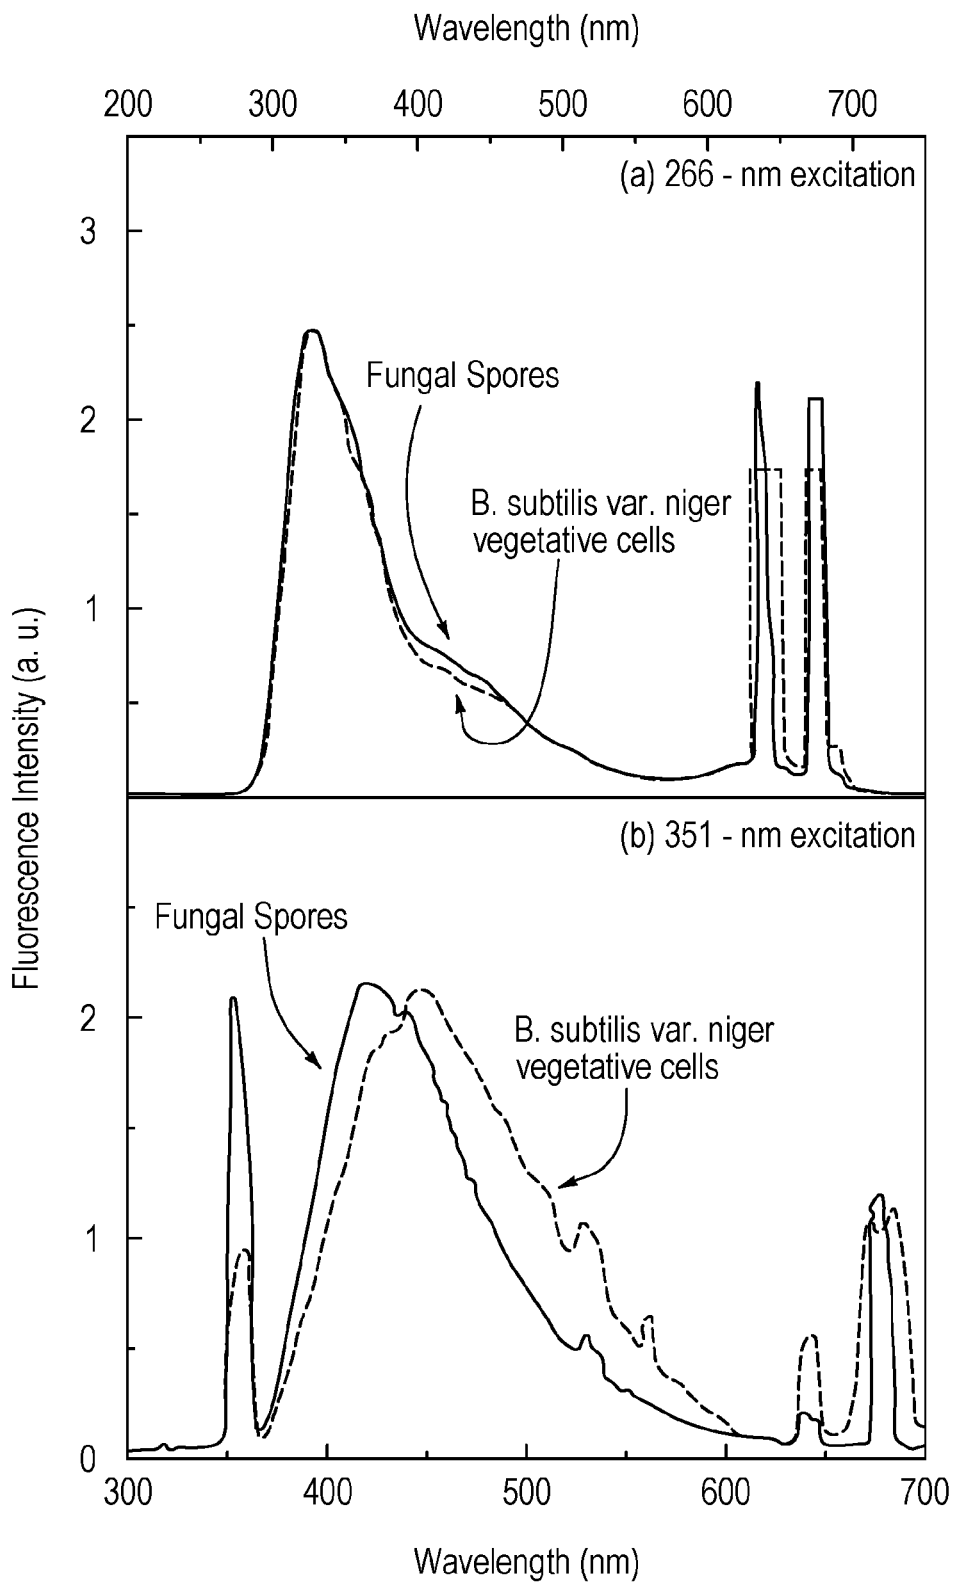 Wavelength (nm)
200 300 400 500 600 700
(a) 266 - nm excitation
3
Fungal Spores
2
B. subtilis var. niger
vegetative cells
1
Fluorescence Intensity (a. u.)
(b) 351 - nm excitation
Fungal Spores
2
B. subtilis var. niger
vegetative cells
1
0
300 400 500 600 700
Wavelength (nm)